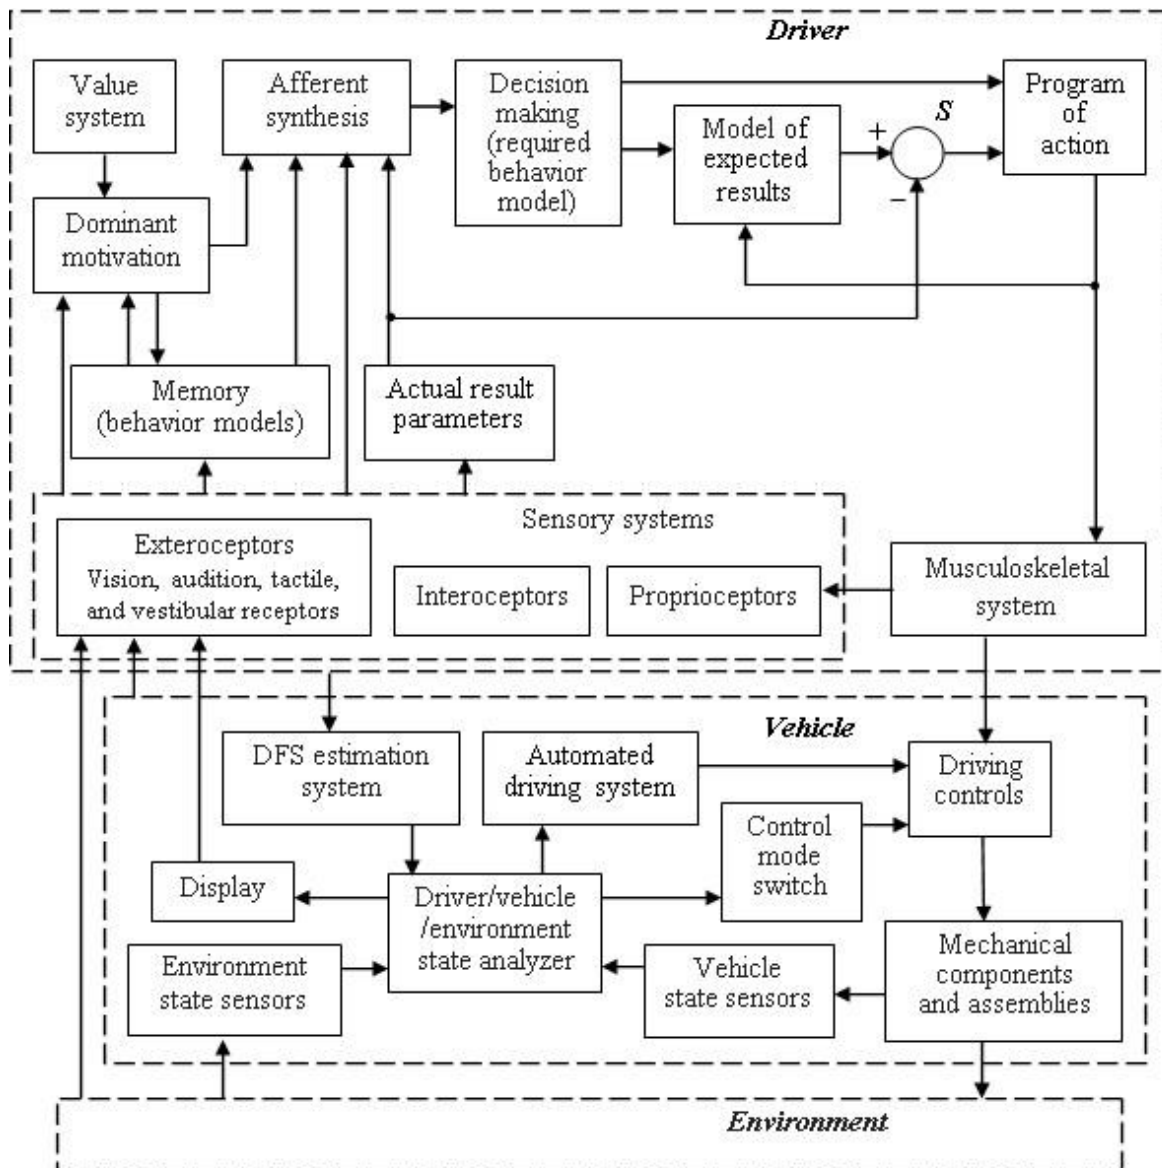 Driver
Value
system
Afferent
synthesis
Decision
making
(required
behavior
model)
Model of
expected
results
+
−
S
Program
of
action
Dominant
motivation
Memory
(behavior models)
Actual result
parameters
Sensory systems
Exteroceptors
Vision, audition, tactile,
and vestibular receptors
Interoceptors
Proprioceptors
Musculoskeletal
system
Vehicle
DFS estimation
system
Automated
driving system
Driving
controls
Control
mode
switch
Display
Driver/vehicle
/environment
state analyzer
Environment
state sensors
Vehicle
state sensors
Mechanical
components
and assemblies
Environment